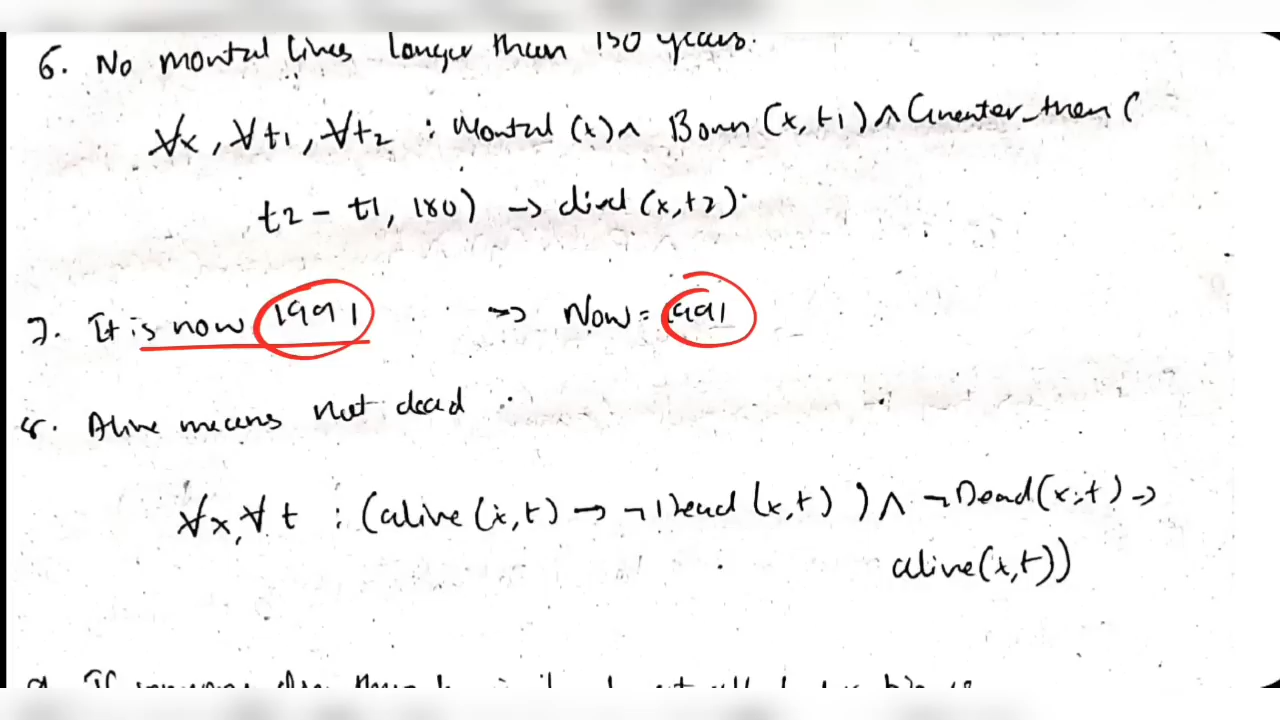 6. No mortal lives longer than 150 years.
∀x, ∀t1, ∀t2 : Mortal (x) ∧ Born (x, t1) ∧ Greater_than (
t2 - t1, 150) → died (x, t2).
7. It is now 1991 → Now = 1991
8. Alive means not dead
∀x, ∀t : (alive (x, t) → ¬ Dead (x, t) ) ∧ ¬ Dead (x, t) →
alive (x, t))